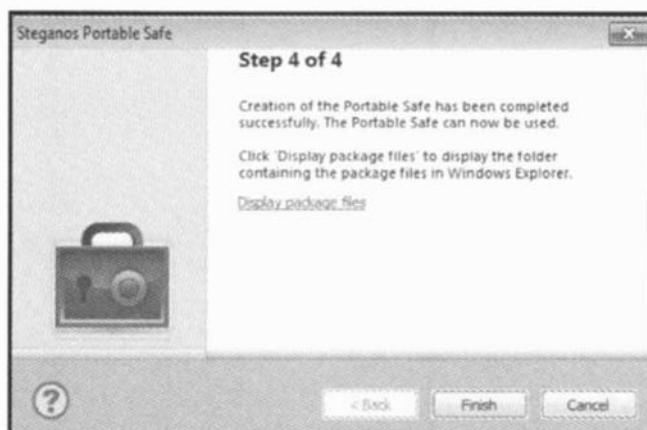 Steganos Portable Safe
Step 4 of 4
Creation of the Portable Safe has been completed
successfully. The Portable Safe can now be used.
Click 'Display package files' to display the folder
containing the package files in Windows Explorer.
Display package files
?
< Back
Finish
Cancel